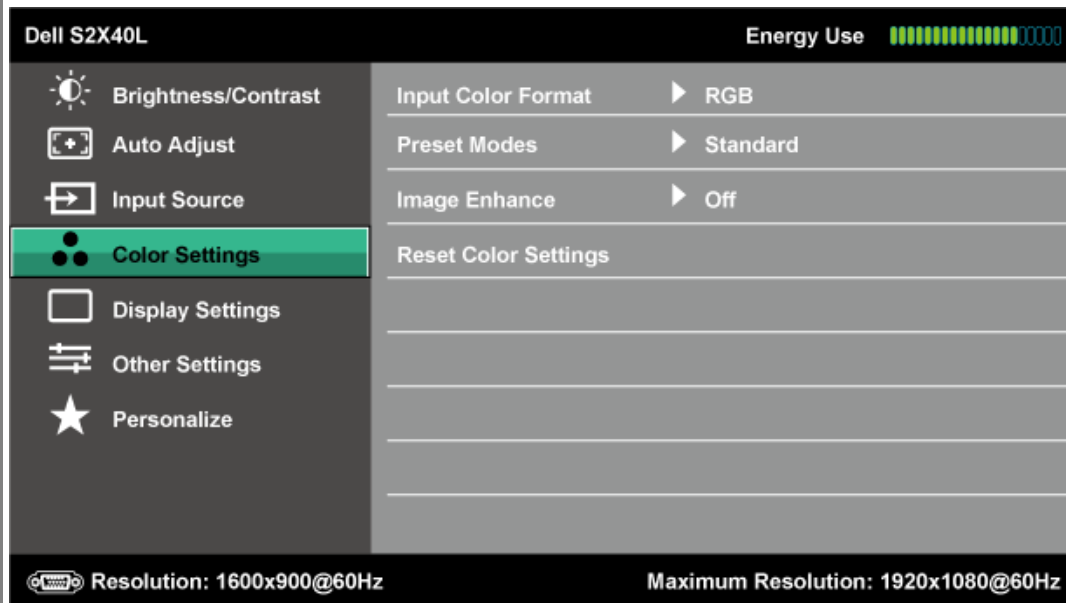 Dell S2X40L Energy Use
Brightness/Contrast
Auto Adjust
Input Source
Color Settings
Display Settings
Other Settings
Personalize
Input Color Format RGB
Preset Modes Standard
Image Enhance Off
Reset Color Settings
Resolution: 1600x900@60Hz Maximum Resolution: 1920x1080@60Hz